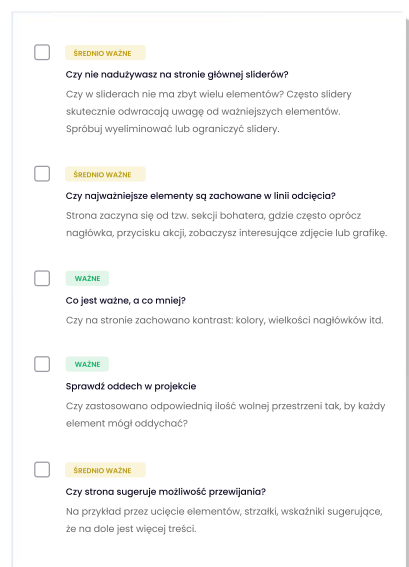 ŚREDNIO WAŻNE
Czy nie nadużywasz na stronie głównej sliderów?
Czy w sliderach nie ma zbyt wielu elementów? Często slidery
skutecznie odwracają uwagę od ważniejszych elementów.
Spróbuj wyeliminować lub ograniczyć slidery.
ŚREDNIO WAŻNE
Czy najważniejsze elementy są zachowane w linii odcięcia?
Strona zaczyna się od tzw. sekcji bohatera, gdzie często oprócz
nagłówka, przycisku akcji, zobaczysz interesujące zdjęcie lub grafikę.
WAŻNE
Co jest ważne, a co mniej?
Czy na stronie zachowano kontrast: kolory, wielkości nagłówków itd.
WAŻNE
Sprawdź oddech w projekcie
Czy zastosowano odpowiednią ilość wolnej przestrzeni tak, by każdy
element mógł oddychać?
ŚREDNIO WAŻNE
Czy strona sugeruje możliwość przewijania?
Na przykład przez ucięcie elementów, strzałki, wskaźniki sugerujące,
że na dole jest więcej treści.